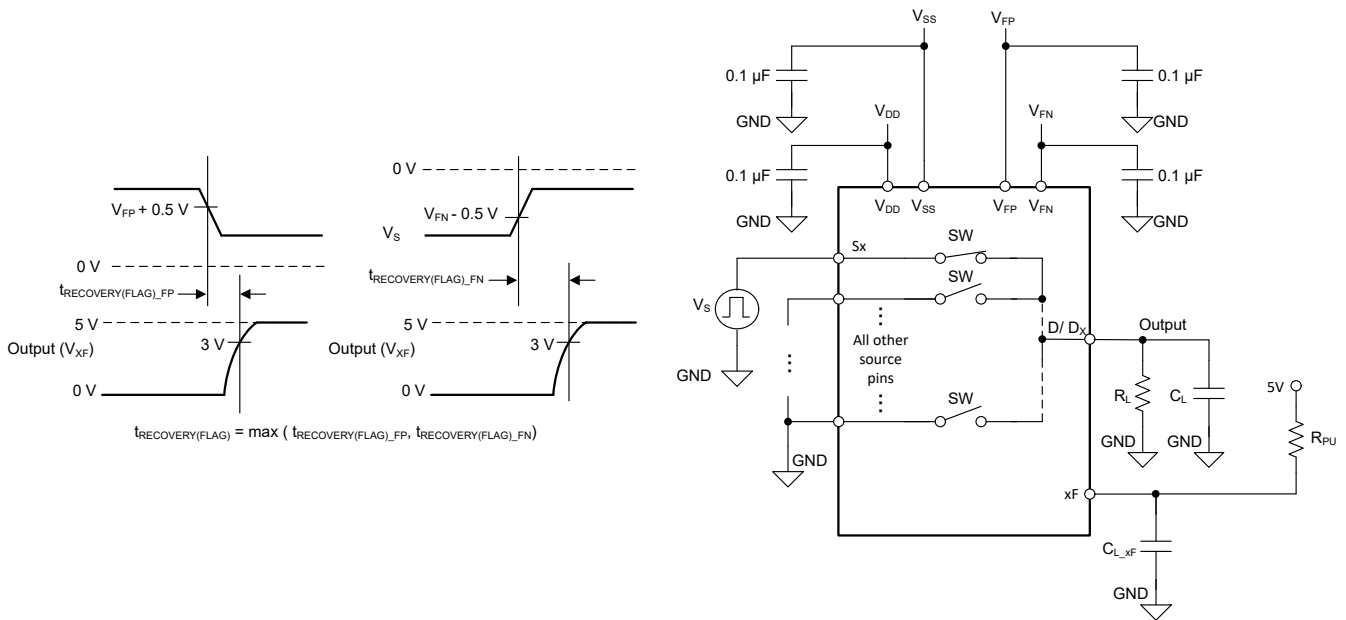 0 V
V_FP + 0.5 V
0 V
t_RECOVERY(FLAG)_FP
5 V
3 V
Output (V_XF)
0 V
0 V
V_FN - 0.5 V
V_S
t_RECOVERY(FLAG)_FN
5 V
3 V
Output (V_XF)
0 V
t_RECOVERY(FLAG) = max ( t_RECOVERY(FLAG)_FP, t_RECOVERY(FLAG)_FN)
V_SS
V_FP
0.1 µF
0.1 µF
GND
V_DD
V_FN
GND
0.1 µF
0.1 µF
GND
V_DD
V_SS
V_FP
V_FN
GND
Sx
SW
SW
V_S
GND
All other
source
pins
D/ D_X
Output
SW
R_L
C_L
5V
GND
GND
GND
R_PU
xF
C_L_xF
GND